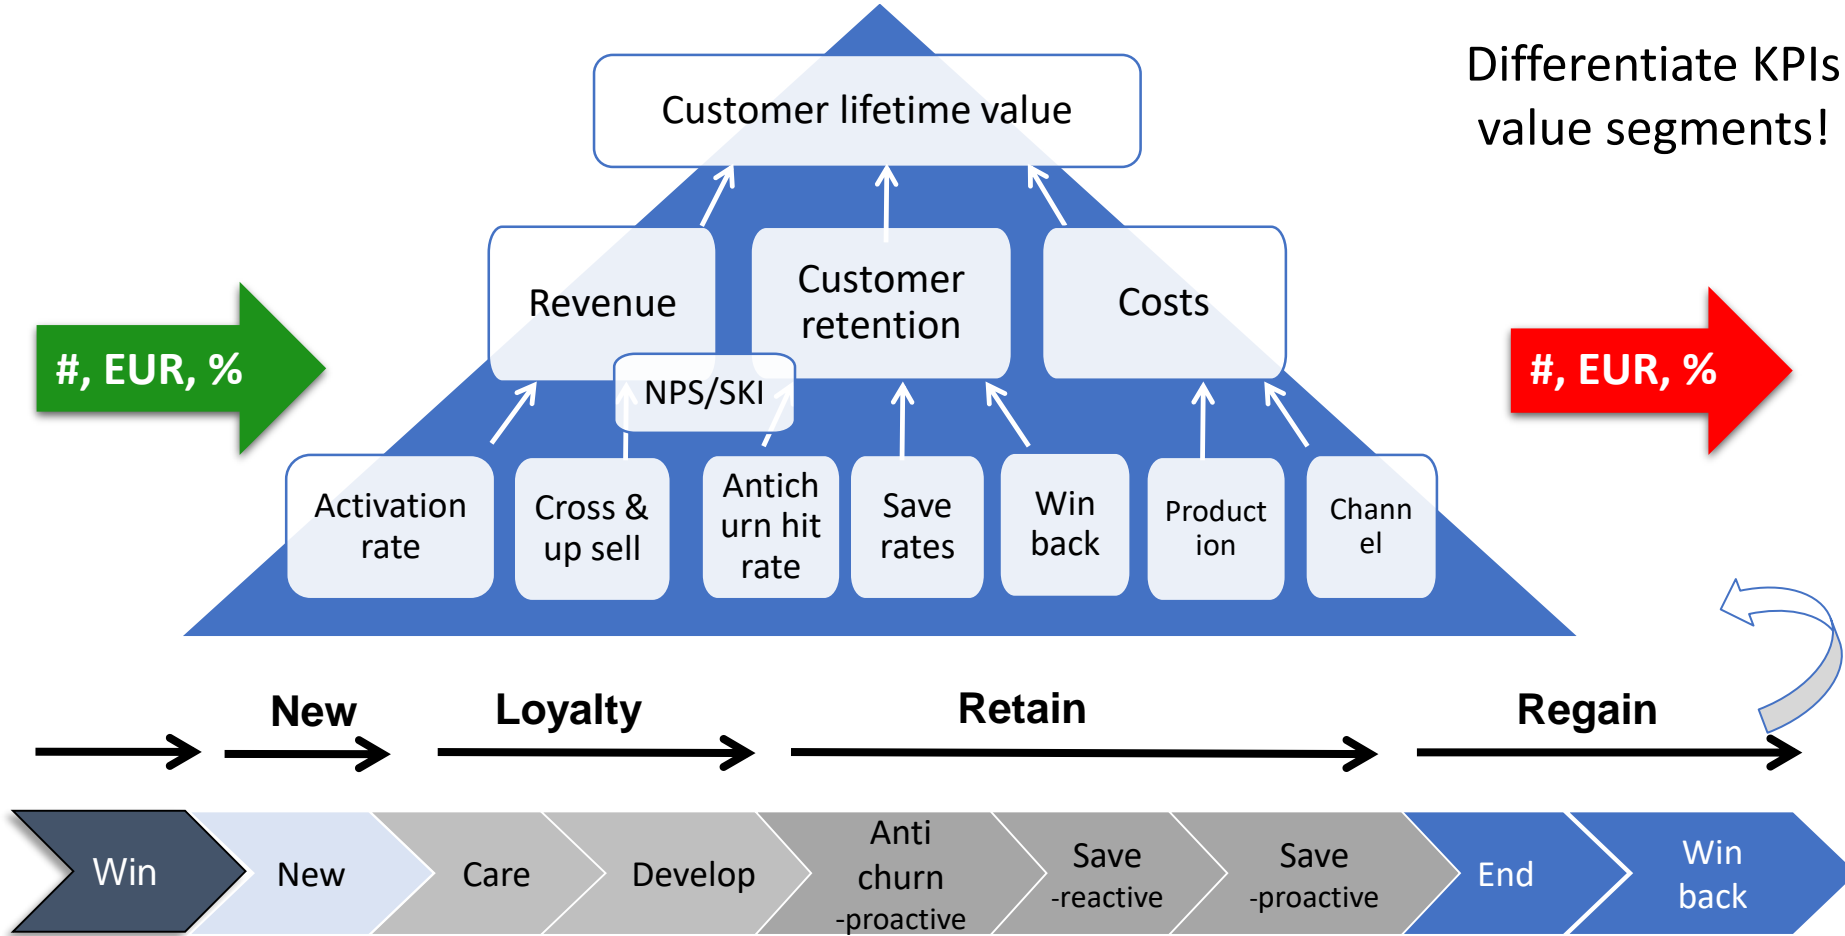 Differentiate KPIs
value segments!
Customer lifetime value
Revenue
Customer
retention
Costs
#, EUR, %
#, EUR, %
NPS/SKI
Activation
rate
Cross &
up sell
Antich
urn hit
rate
Save
rates
Win
back
Product
ion
Chann
el
New
Loyalty
Retain
Regain
Win
New
Care
Develop
Anti
churn
-proactive
Save
-reactive
Save
-proactive
End
Win
back